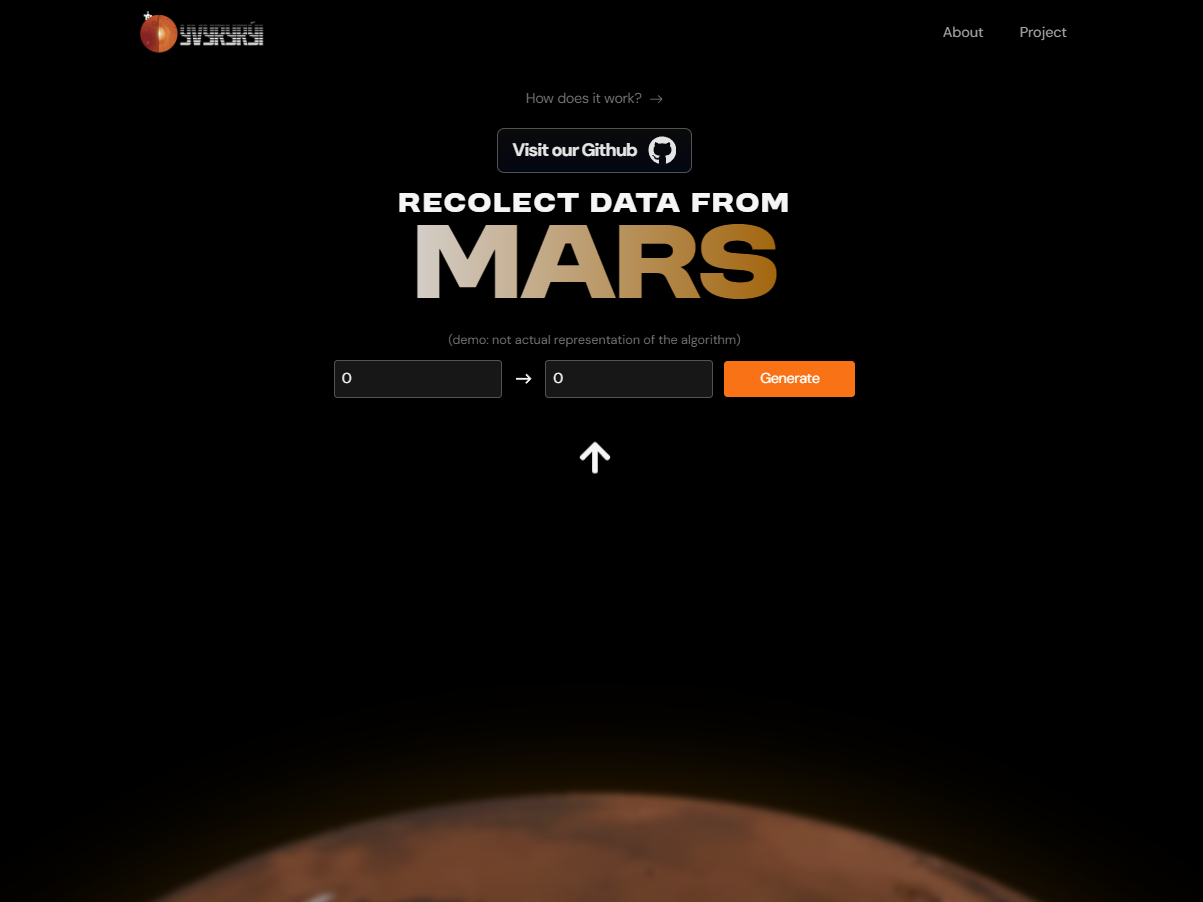 About
Project
How does it work? →
Visit our Github
RECOLECT DATA FROM
MARS
(demo: not actual representation of the algorithm)
0 → 0 Generate